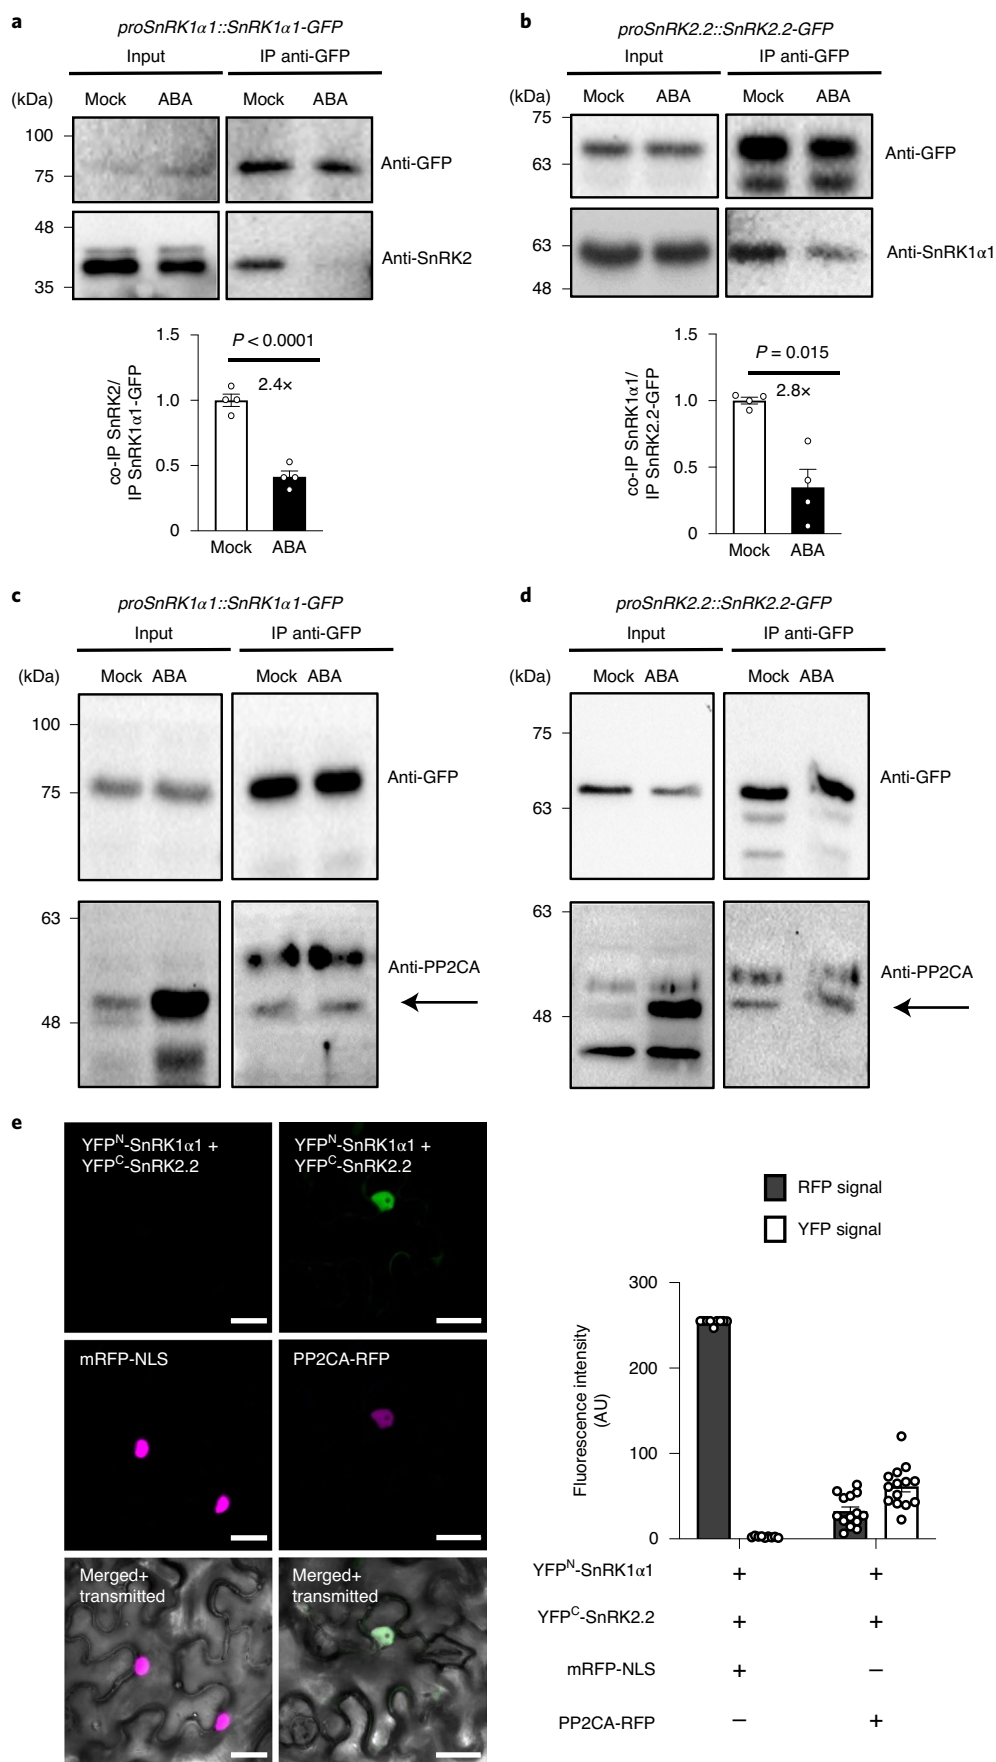 a
proSnRK1α1::SnRK1α1-GFP
Input IP anti-GFP
(kDa) Mock ABA Mock ABA
100
75
Anti-GFP
48
35
Anti-SnRK2
co-IP SnRK2/
IP SnRK1α1-GFP
1.5
1.0
0.5
0
P < 0.0001
2.4×
Mock ABA
b
proSnRK2.2::SnRK2.2-GFP
Input IP anti-GFP
Mock ABA Mock ABA
75
63
Anti-GFP
63
48
Anti-SnRK1α1
co-IP SnRK1α1/
IP SnRK2.2-GFP
1.5
1.0
0.5
0
P = 0.015
2.8×
Mock ABA
c
proSnRK1α1::SnRK1α1-GFP
Input IP anti-GFP
(kDa) Mock ABA Mock ABA
100
75
Anti-GFP
63
48
Anti-PP2CA
d
proSnRK2.2::SnRK2.2-GFP
Input IP anti-GFP
(kDa) Mock ABA Mock ABA
75
63
Anti-GFP
63
48
Anti-PP2CA
e
YFPN-SnRK1α1 +
YFPC-SnRK2.2
YFPN-SnRK1α1 +
YFPC-SnRK2.2
mRFP-NLS
PP2CA-RFP
Merged+
transmitted
Merged+
transmitted
RFP signal
YFP signal
Fluorescence intensity
(AU)
300
200
100
0
YFPN-SnRK1α1 + +
YFPC-SnRK2.2 + +
mRFP-NLS + −
PP2CA-RFP − +